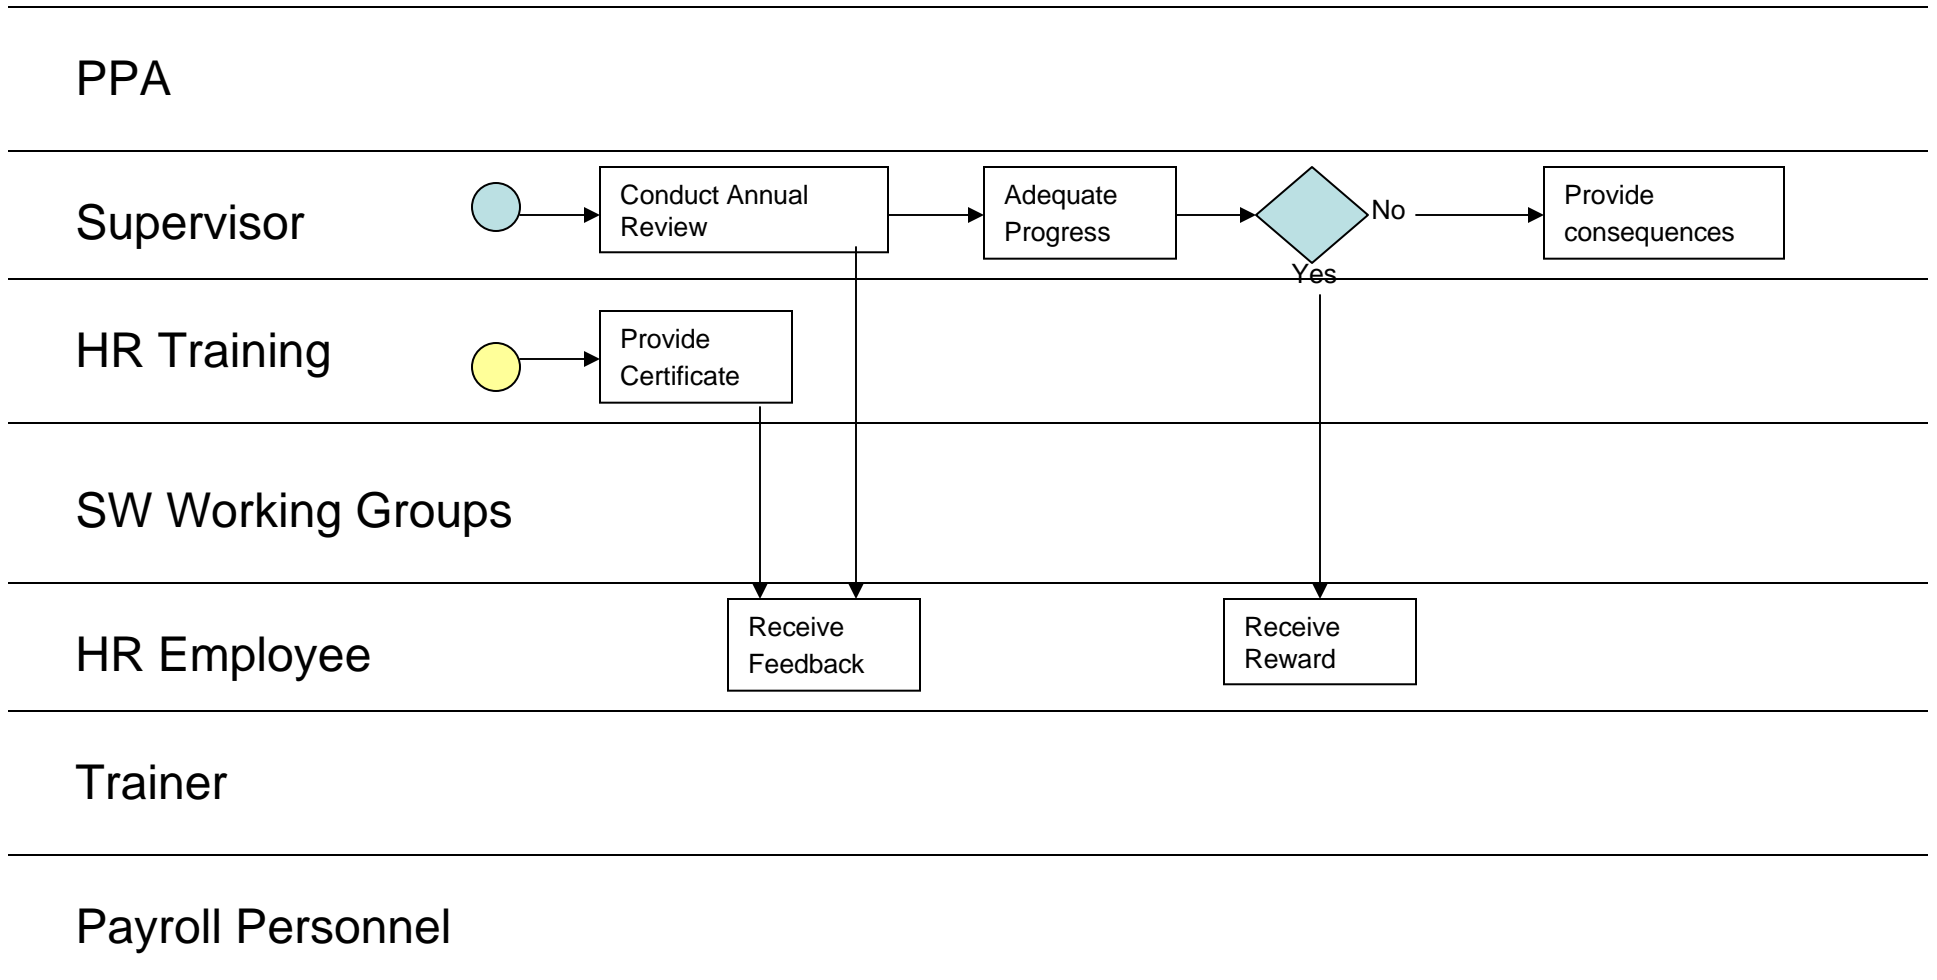 PPA
Supervisor
Conduct Annual
Review
Adequate
Progress
No
Provide
consequences
Yes
HR Training
Provide
Certificate
SW Working Groups
HR Employee
Receive
Feedback
Receive
Reward
Trainer
Payroll Personnel